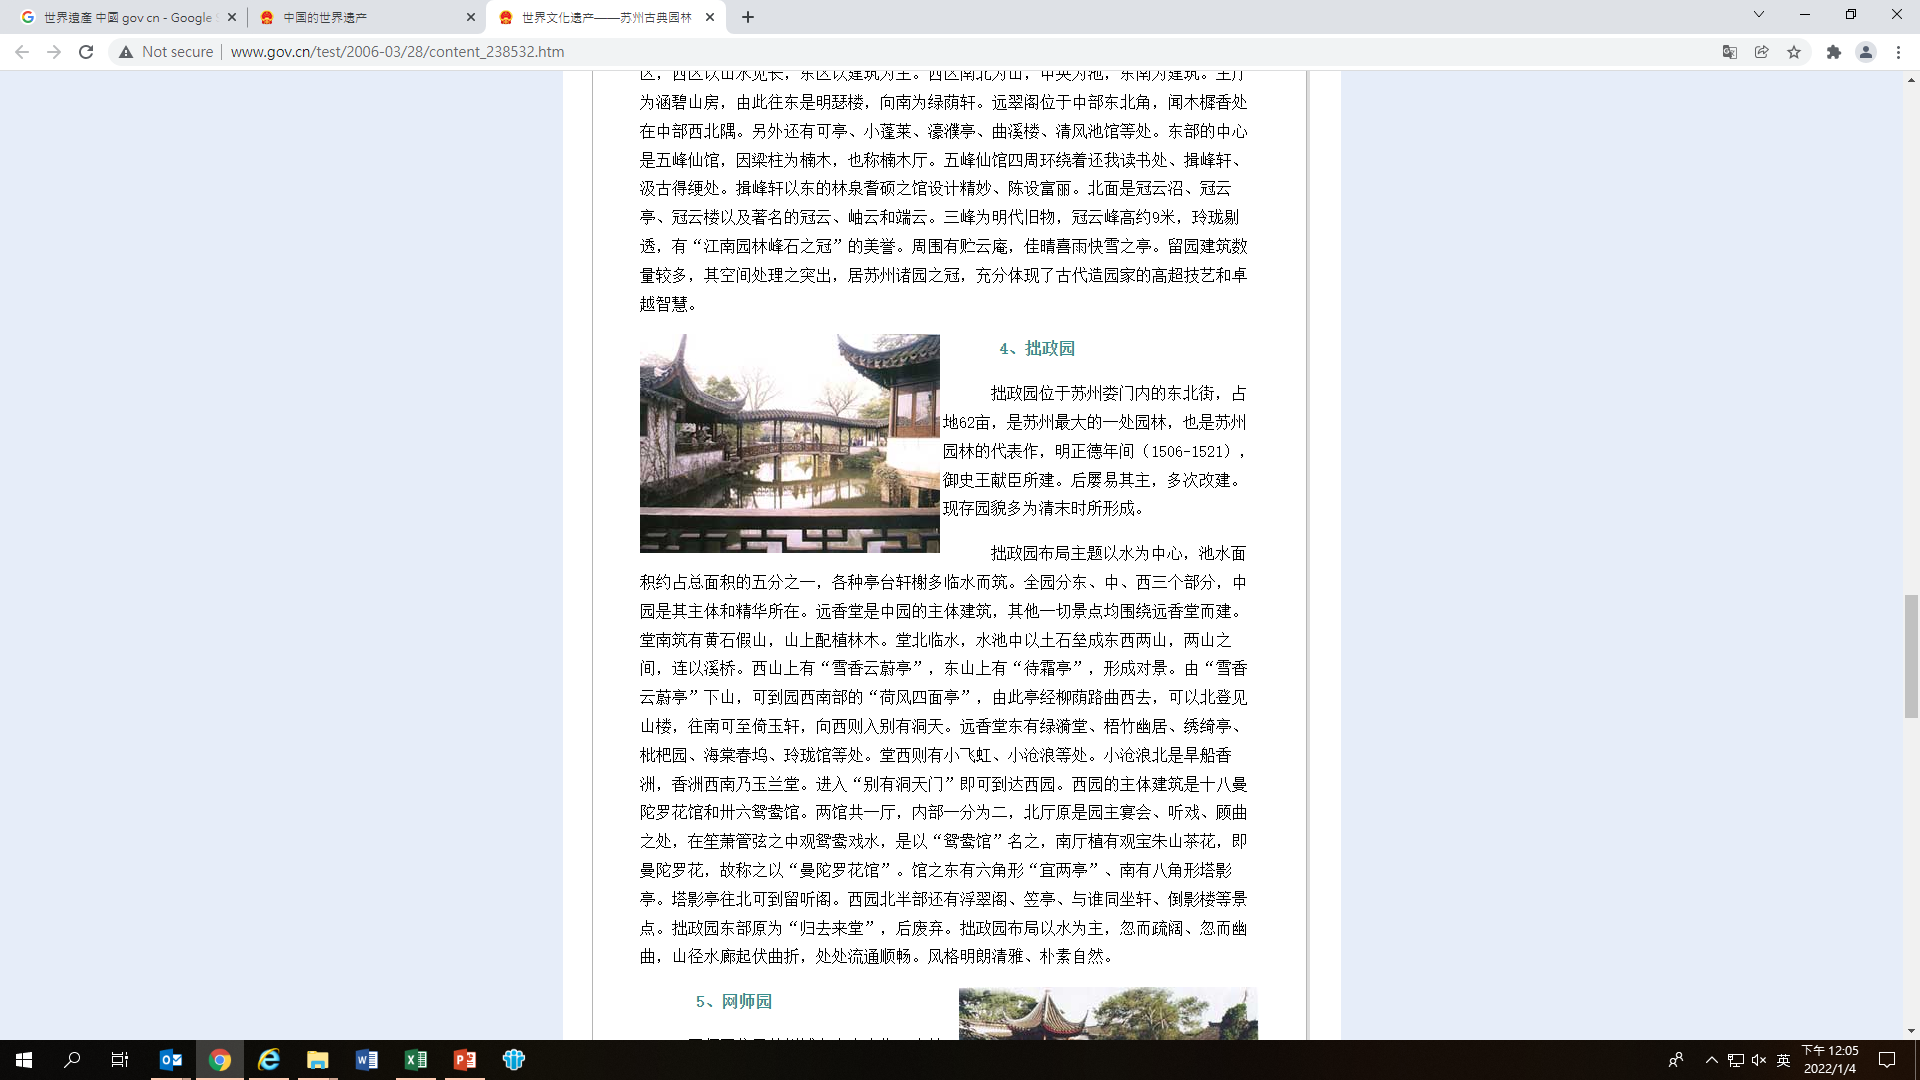 世界遺產 中國 gov cn - Google
中国的世界遗产
世界文化遗产——苏州古典园林
Not secure
www.gov.cn/test/2006-03/28/content_238532.htm
区，西区以山水见长，东区以建筑为主。西区南北为山，中央为池，东南为建筑。主厅
为涵碧山房，由此往东是明瑟楼，向南为绿荫轩。远翠阁位于中部东北角，闻木樨香处
在中部西北隅。另外还有可亭、小蓬莱、濠濮亭、曲溪楼、清风池馆等处。东部的中心
是五峰仙馆，因梁柱为楠木，也称楠木厅。五峰仙馆四周环绕着还我读书处、揖峰轩、
汲古得绠处。揖峰轩以东的林泉耆硕之馆设计精妙、陈设富丽。北面是冠云沼、冠云
亭、冠云楼以及著名的冠云、岫云和端云。三峰为明代旧物，冠云峰高约9米，玲珑剔
透，有“江南园林峰石之冠”的美誉。周围有贮云庵，佳晴喜雨快雪之亭。留园建筑数
量较多，其空间处理之突出，居苏州诸园之冠，充分体现了古代造园家的高超技艺和卓
越智慧。
4、拙政园
拙政园位于苏州娄门内的东北街，占
地62亩，是苏州最大的一处园林，也是苏州
园林的代表作，明正德年间（1506-1521），
御史王献臣所建。后屡易其主，多次改建。
现存园貌多为清末时所形成。
拙政园布局主题以水为中心，池水面
积约占总面积的五分之一，各种亭台轩榭多临水而筑。全园分东、中、西三个部分，中
园是其主体和精华所在。远香堂是中园的主体建筑，其他一切景点均围绕远香堂而建。
堂南筑有黄石假山，山上配植林木。堂北临水，水池中以土石垒成东西两山，两山之
间，连以溪桥。西山上有“雪香云蔚亭”，东山上有“待霜亭”，形成对景。由“雪香
云蔚亭”下山，可到园西南部的“荷风四面亭”，由此亭经柳荫路曲西去，可以北登见
山楼，往南可至倚玉轩，向西则入别有洞天。远香堂东有绿漪堂、梧竹幽居、绣绮亭、
枇杷园、海棠春坞、玲珑馆等处。堂西则有小飞虹、小沧浪等处。小沧浪北是旱船香
洲，香洲西南乃玉兰堂。进入“别有洞天门”即可到达西园。西园的主体建筑是十八曼
陀罗花馆和卅六鸳鸯馆。两馆共一厅，内部一分为二，北厅原是园主宴会、听戏、顾曲
之处，在笙萧管弦之中观鸳鸯戏水，是以“鸳鸯馆”名之，南厅植有观宝朱山茶花，即
曼陀罗花，故称之以“曼陀罗花馆”。馆之东有六角形“宜两亭”、南有八角形塔影
亭。塔影亭往北可到留听阁。西园北半部还有浮翠阁、笠亭、与谁同坐轩、倒影楼等景
点。拙政园东部原为“归去来堂”，后废弃。拙政园布局以水为主，忽而疏阔、忽而幽
曲，山径水廊起伏曲折，处处流通顺畅。风格明朗清雅、朴素自然。
5、网师园
英
下午 12:05
2022/1/4